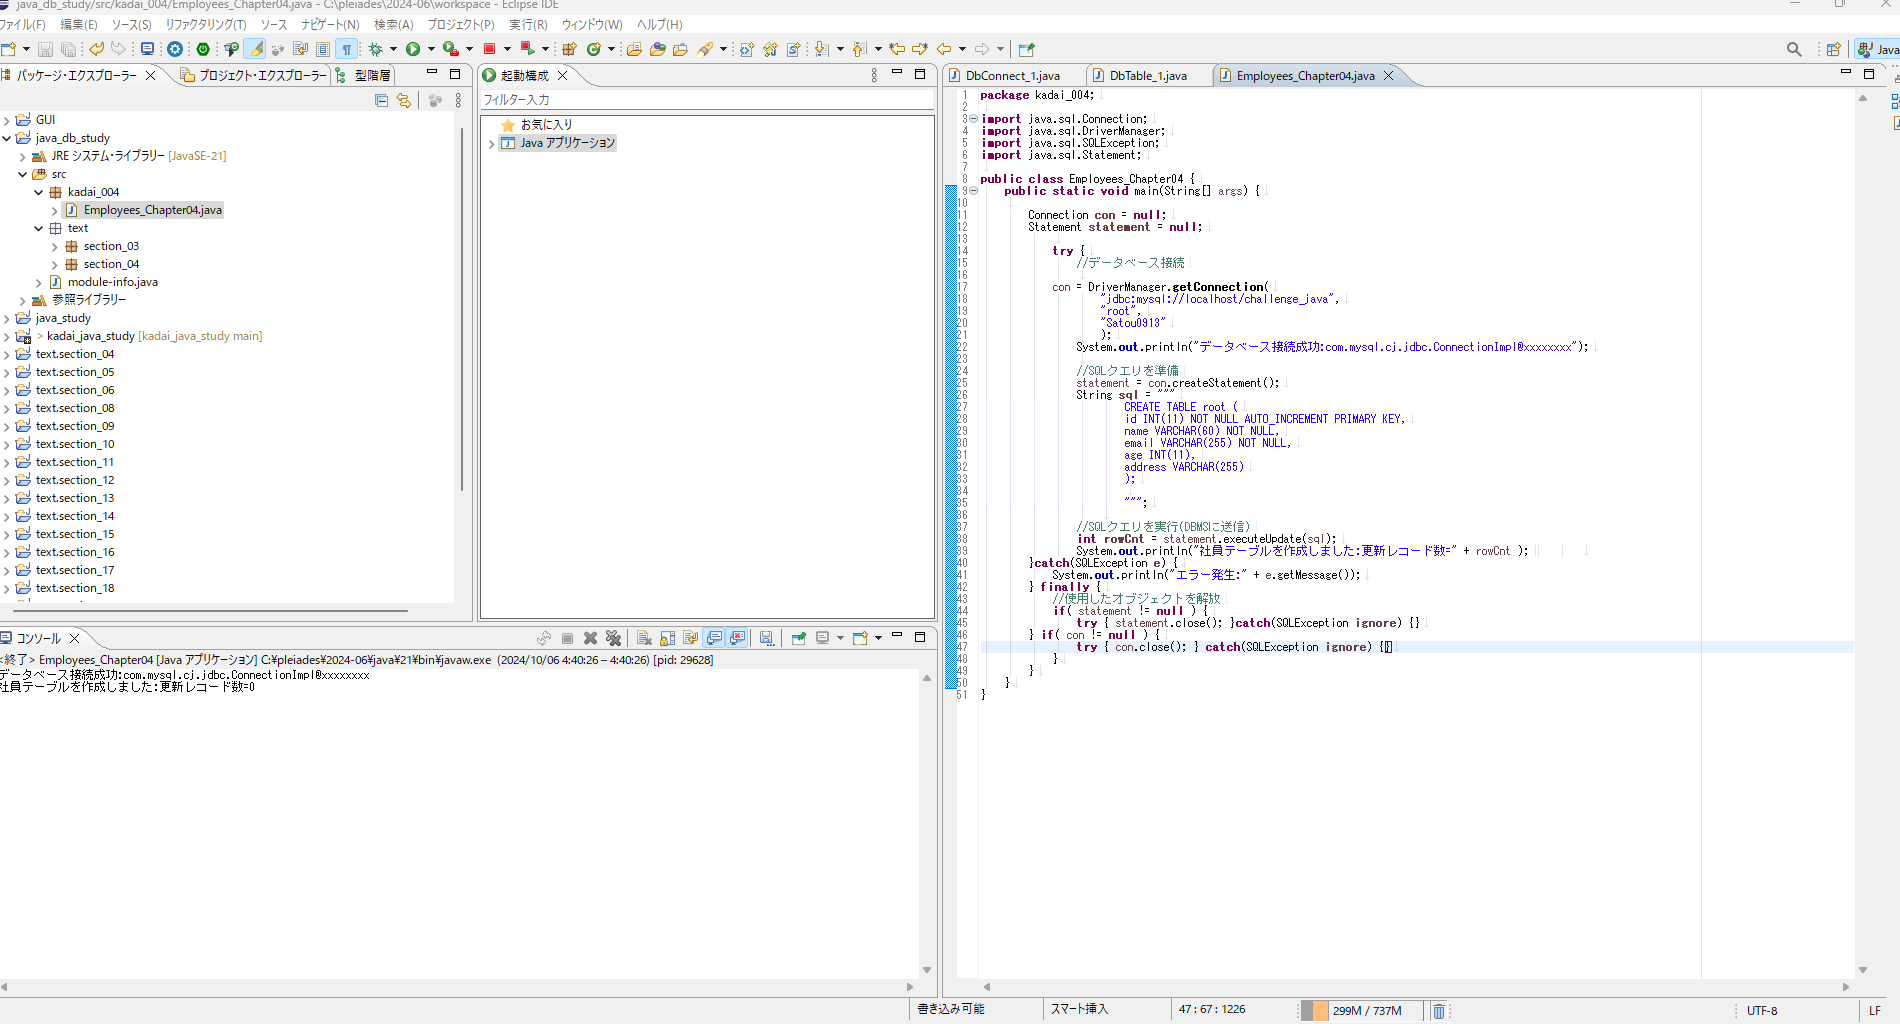 java_db_study/src/kadai_004/Employees_Chapter04.java - C:\pleiades\2024-06\workspace - Eclipse IDE
ファイル(F) 編集(E) ソース(S) リファクタリング(T) ソース ナビゲート(N) 検索(A) プロジェクト(P) 実行(R) ウィンドウ(W) ヘルプ(H)
Java
パッケージ・エクスプローラー プロジェクト・エクスプローラー 型階層
GUI
java_db_study
JRE システム・ライブラリー [JavaSE-21]
src
kadai_004
Employees_Chapter04.java
text
section_03
section_04
module-info.java
参照ライブラリー
java_study
> kadai_java_study [kadai_java_study main]
text.section_04
text.section_05
text.section_06
text.section_08
text.section_09
text.section_10
text.section_11
text.section_12
text.section_13
text.section_14
text.section_15
text.section_16
text.section_17
text.section_18
起動構成
フィルター入力
お気に入り
Java アプリケーション
DbConnect_1.java DbTable_1.java Employees_Chapter04.java
1 package kadai_004;
2
3 import java.sql.Connection;
4 import java.sql.DriverManager;
5 import java.sql.SQLException;
6 import java.sql.Statement;
7
8 public class Employees_Chapter04 {
9 public static void main(String[] args) {
10
11 Connection con = null;
12 Statement statement = null;
13
14 try {
15 //データベース接続
16
17 con = DriverManager.getConnection(
18 "jdbc:mysql://localhost/challenge_java",
19 "root",
20 "Satou0913"
21 );
22 System.out.println("データベース接続成功:com.mysql.cj.jdbc.ConnectionImpl@xxxxxxxx");
23
24 //SQLクエリを準備
25 statement = con.createStatement();
26 String sql = """
27 CREATE TABLE root (
28 id INT(11) NOT NULL AUTO_INCREMENT PRIMARY KEY,
29 name VARCHAR(60) NOT NULL,
30 email VARCHAR(255) NOT NULL,
31 age INT(11),
32 address VARCHAR(255)
33 );
34
35 """;
36
37 //SQLクエリを実行(DBMSに送信)
38 int rowCnt = statement.executeUpdate(sql);
39 System.out.println("社員テーブルを作成しました:更新レコード数=" + rowCnt );
40 }catch(SQLException e) {
41 System.out.println("エラー発生:" + e.getMessage());
42 } finally {
43 //使用したオブジェクトを解放
44 if( statement != null ) {
45 try { statement.close(); }catch(SQLException ignore) {}
46 } if( con != null ) {
47 try { con.close(); } catch(SQLException ignore) {}
48 }
49 }
50 }
51 }
コンソール
<終了> Employees_Chapter04 [Java アプリケーション] C:¥pleiades¥2024-06¥java¥21¥bin¥javaw.exe (2024/10/06 4:40:26 – 4:40:26) [pid: 29628]
データベース接続成功:com.mysql.cj.jdbc.ConnectionImpl@xxxxxxxx
社員テーブルを作成しました:更新レコード数=0
書き込み可能 スマート挿入 47 : 67 : 1226 299M / 737M UTF-8 LF